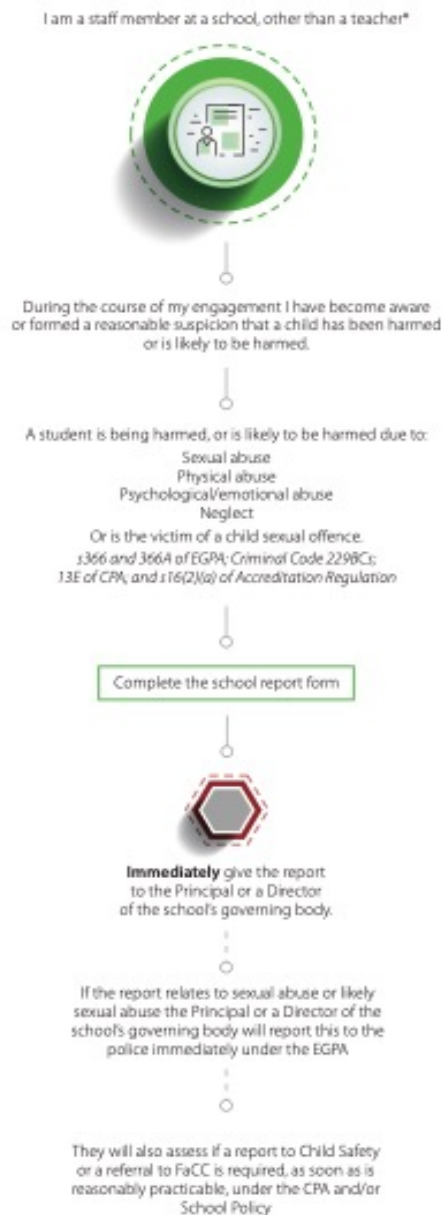 I am a staff member at a school, other than a teacher*
During the course of my engagement I have become aware
or formed a reasonable suspicion that a child has been harmed
or is likely to be harmed.
A student is being harmed, or is likely to be harmed due to:
Sexual abuse
Physical abuse
Psychological/emotional abuse
Neglect
Or is the victim of a child sexual offence.
s366 and 366A of EGPA; Criminal Code 229BCs;
13E of CPA, and s16(2)(a) of Accreditation Regulation
Complete the school report form
Immediately give the report
to the Principal or a Director
of the school's governing body.
If the report relates to sexual abuse or likely
sexual abuse the Principal or a Director of the
school's governing body will report this to the
police immediately under the EGPA
They will also assess if a report to Child Safety
or a referral to FaCC is required, as soon as is
reasonably practicable, under the CPA and/or
School Policy